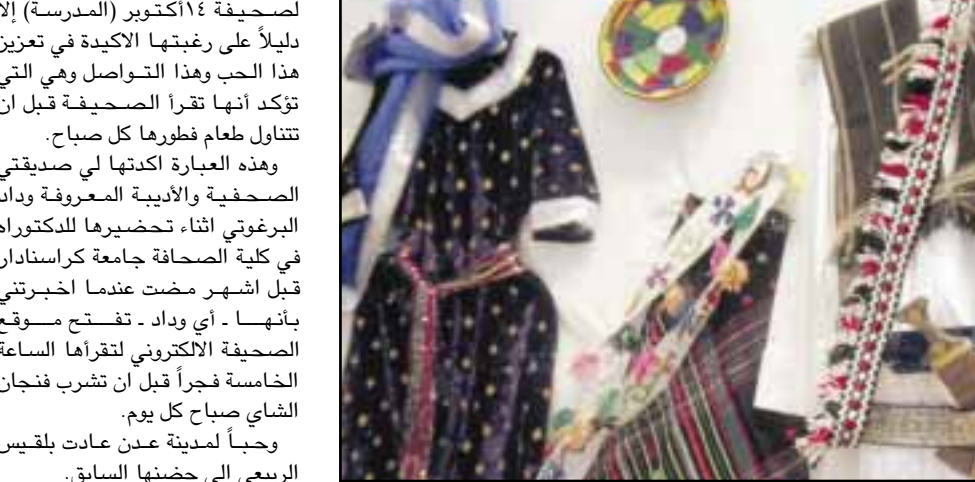 لصحيفة ١٤أكتوبر (المدرسة) إلا
دليلاً على رغبتها الاكيدة في تعزيز
هذا الحب وهذا التواصل وهي التي
تؤكد أنها تقرأ الصحيفة قبل ان
تتناول طعام فطورها كل صباح.
وهذه العبارة اكدتها لي صديقتي
الصحفية والأديبة المعروفة وداد
البرغوتي اثناء تحضيرها للدكتوراه
في كلية الصحافة جامعة كراسنادار
قبل اشهر مضت عندما اخبرتني
بأنها ـ أي وداد ـ تفتح موقع
الصحيفة الالكتروني لتقرأها الساعة
الخامسة فجراً قبل ان تشرب فنجان
الشاي صباح كل يوم.
وحباً لمدينة عدن عادت بلقيس
الربيعي الى حضنها السابق.